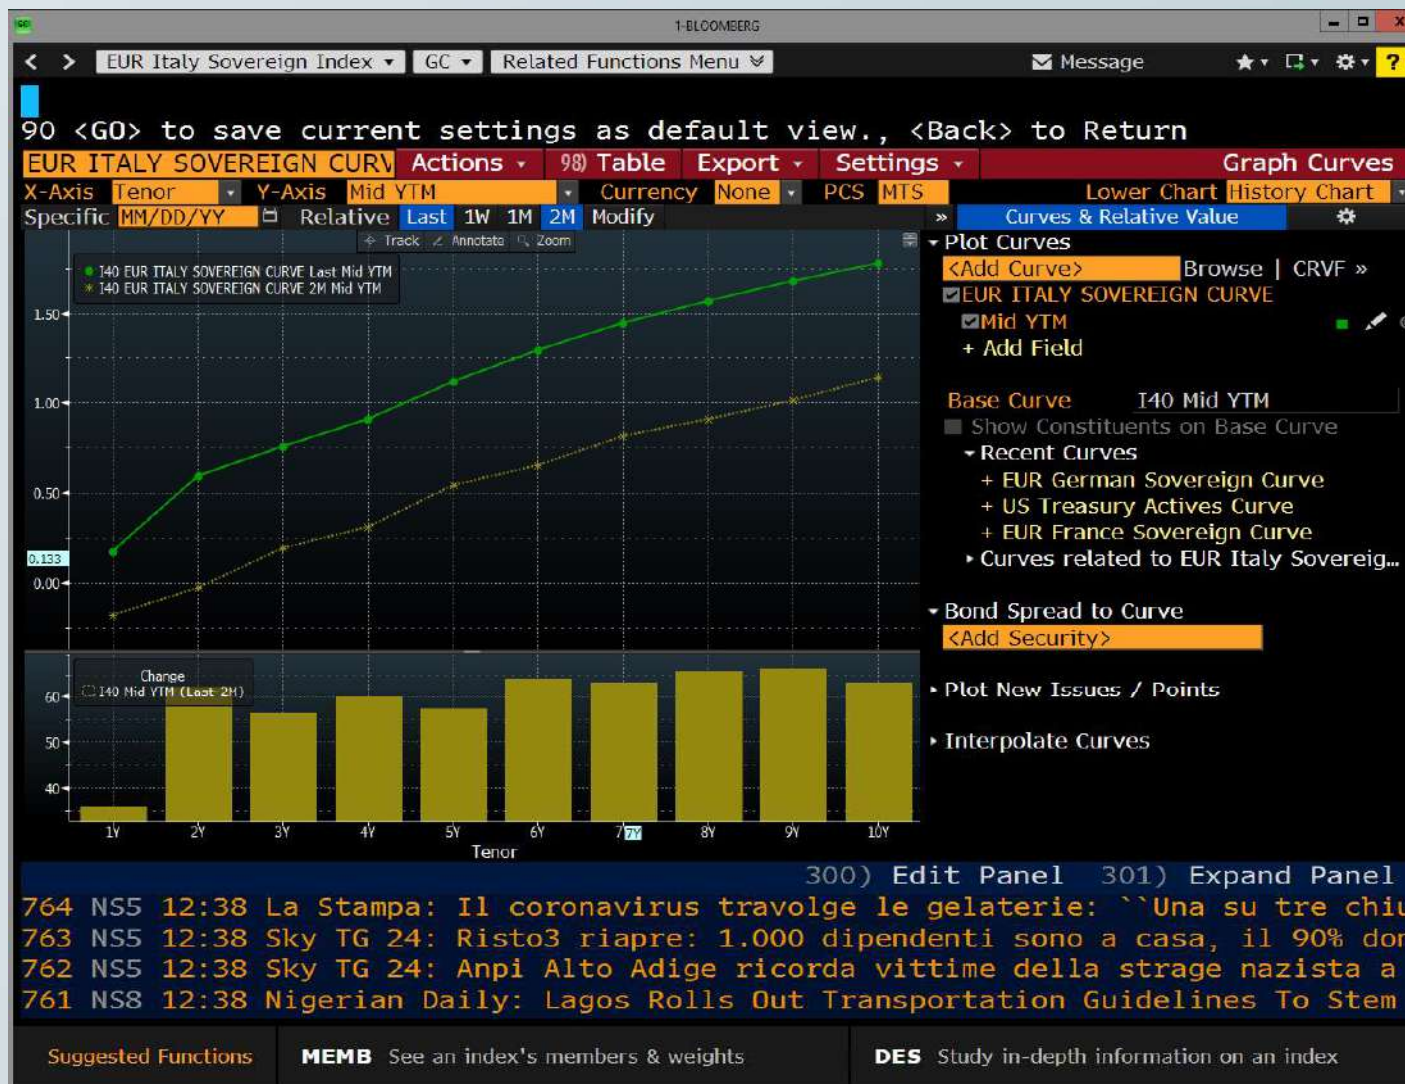 1-BLOOMBERG
< > EUR Italy Sovereign Index GC Related Functions Menu Message ?
90 <GO> to save current settings as default view., <Back> to Return
EUR ITALY SOVEREIGN CURV Actions 98) Table Export Settings Graph Curves
X-Axis Tenor Y-Axis Mid YTM Currency None PCS MTS Lower Chart History Chart
Specific MM/DD/YY Relative Last 1W 1M 2M Modify » Curves & Relative Value
Track Annotate Zoom
I40 EUR ITALY SOVEREIGN CURVE Last Mid YTM
I40 EUR ITALY SOVEREIGN CURVE 2M Mid YTM
1.50
1.00
0.50
0.133
0.00
Change
I40 Mid YTM (Last 2M)
60
50
40
1Y 2Y 3Y 4Y 5Y 6Y 7Y 8Y 9Y 10Y
Tenor
Plot Curves
<Add Curve> Browse | CRVF »
EUR ITALY SOVEREIGN CURVE
Mid YTM
+ Add Field
Base Curve I40 Mid YTM
Show Constituents on Base Curve
Recent Curves
+ EUR German Sovereign Curve
+ US Treasury Actives Curve
+ EUR France Sovereign Curve
Curves related to EUR Italy Sovereig...
Bond Spread to Curve
<Add Security>
Plot New Issues / Points
Interpolate Curves
300) Edit Panel 301) Expand Panel
764 NS5 12:38 La Stampa: Il coronavirus travolge le gelaterie: ``Una su tre chiu
763 NS5 12:38 Sky TG 24: Risto3 riapre: 1.000 dipendenti sono a casa, il 90% don
762 NS5 12:38 Sky TG 24: Anpi Alto Adige ricorda vittime della strage nazista a
761 NS8 12:38 Nigerian Daily: Lagos Rolls Out Transportation Guidelines To Stem
Suggested Functions MEMB See an index's members & weights DES Study in-depth information on an index